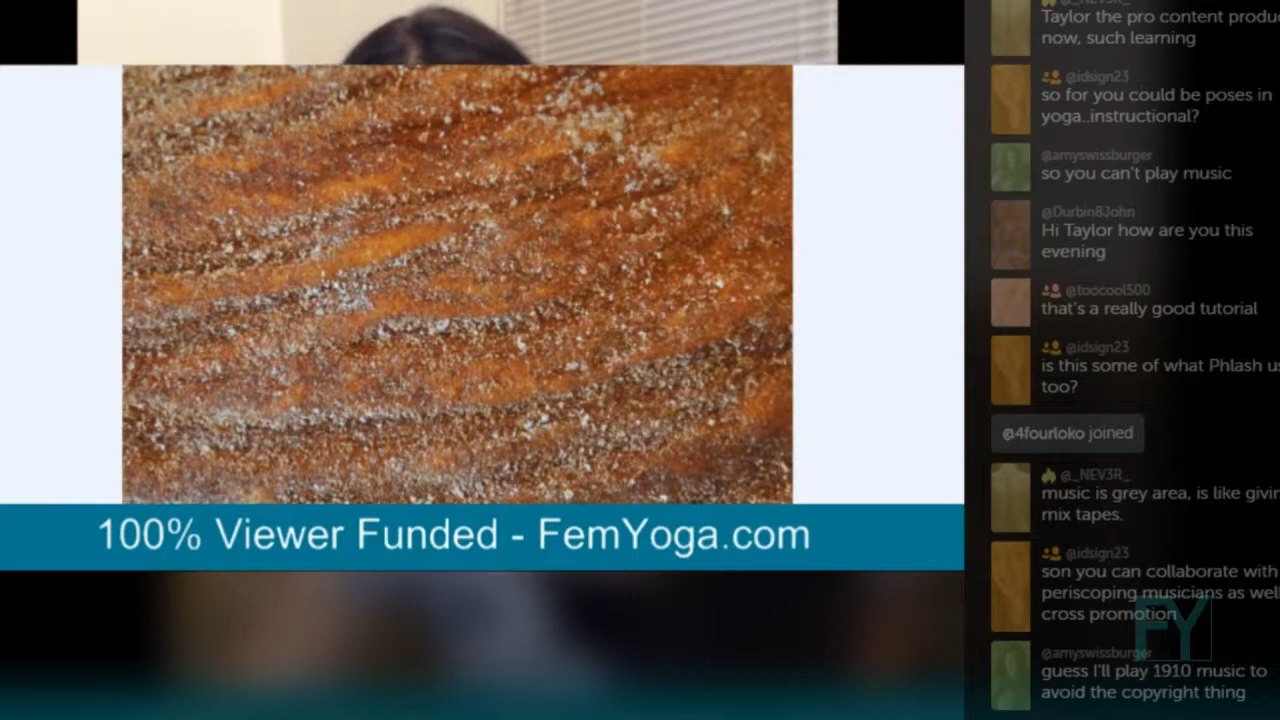 100% Viewer Funded - FemYoga.com
Taylor the pro content
now, such learning
@idsign23
so for you could be poses in
yoga..instructional?
@amyswissburger
so you can't play music
@Durbin8John
Hi Taylor how are you this
evening
@toocool500
that's a really good tutorial
@idsign23
is this some of what Phlash
too?
@4fourloko joined
@_NEV3R_
music is grey area, is like
mix tapes.
@idsign23
son you can collaborate with
periscoping musicians as well
cross promotion
FY
@amyswissburger
guess I'll play 1910 music to
avoid the copyright thing